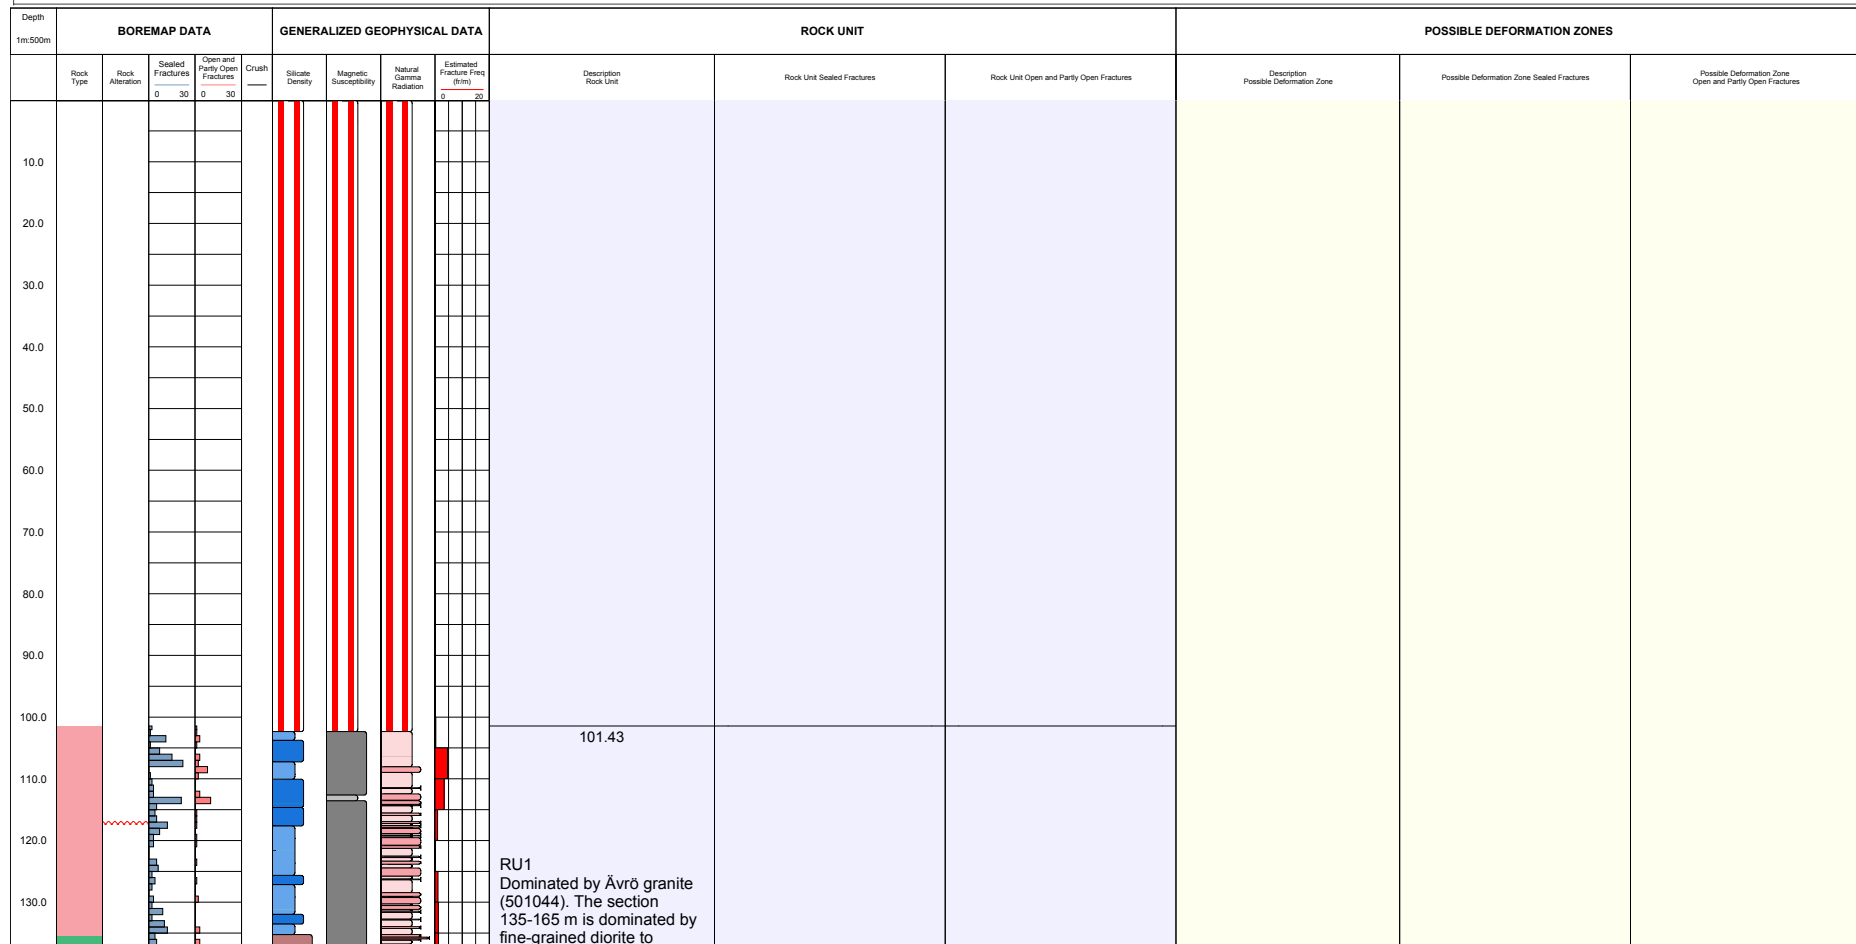 Depth
1m:500m
BOREMAP DATA
GENERALIZED GEOPHYSICAL DATA
ROCK UNIT
POSSIBLE DEFORMATION ZONES
Rock
Type
Rock
Alteration
Sealed
Fractures
0 30
Open and
Partly Open
Fractures
0 30
Crush
Silicate
Density
Magnetic
Susceptibility
Natural
Gamma
Radiation
Estimated
Fracture Freq
(fr/m)
0 20
Description
Rock Unit
Rock Unit Sealed Fractures
Rock Unit Open and Partly Open Fractures
Description
Possible Deformation Zone
Possible Deformation Zone Sealed Fractures
Possible Deformation Zone
Open and Partly Open Fractures
10.0
20.0
30.0
40.0
50.0
60.0
70.0
80.0
90.0
100.0
101.43
110.0
120.0
130.0
RU1
Dominated by Ävrö granite
(501044). The section
135-165 m is dominated by
fine-grained diorite to